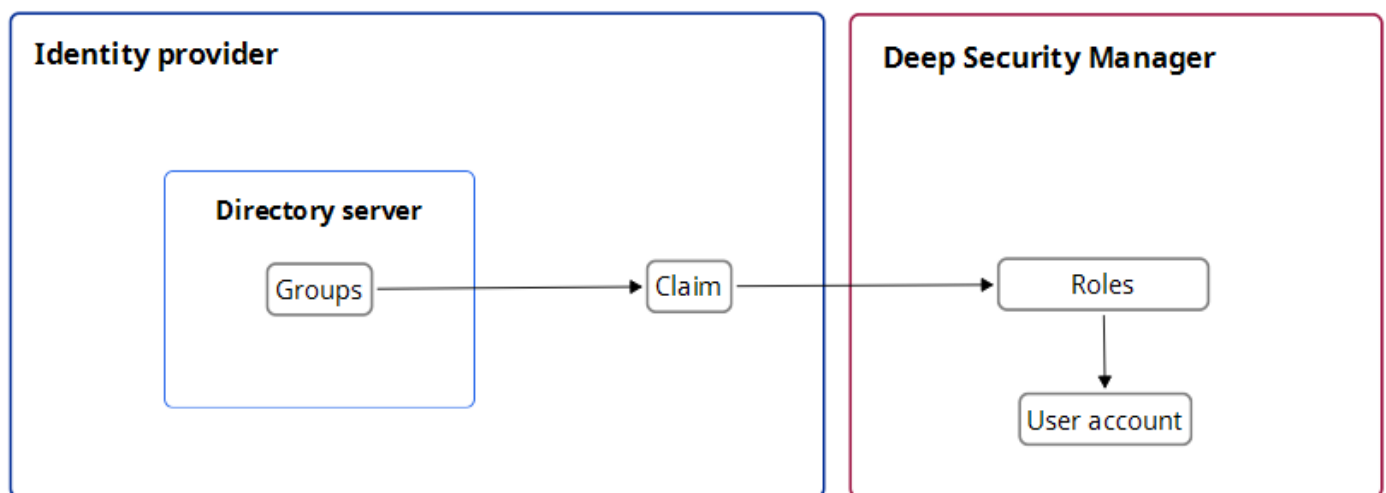 Identity provider
Deep Security Manager
Directory server
Groups
Claim
Roles
User account